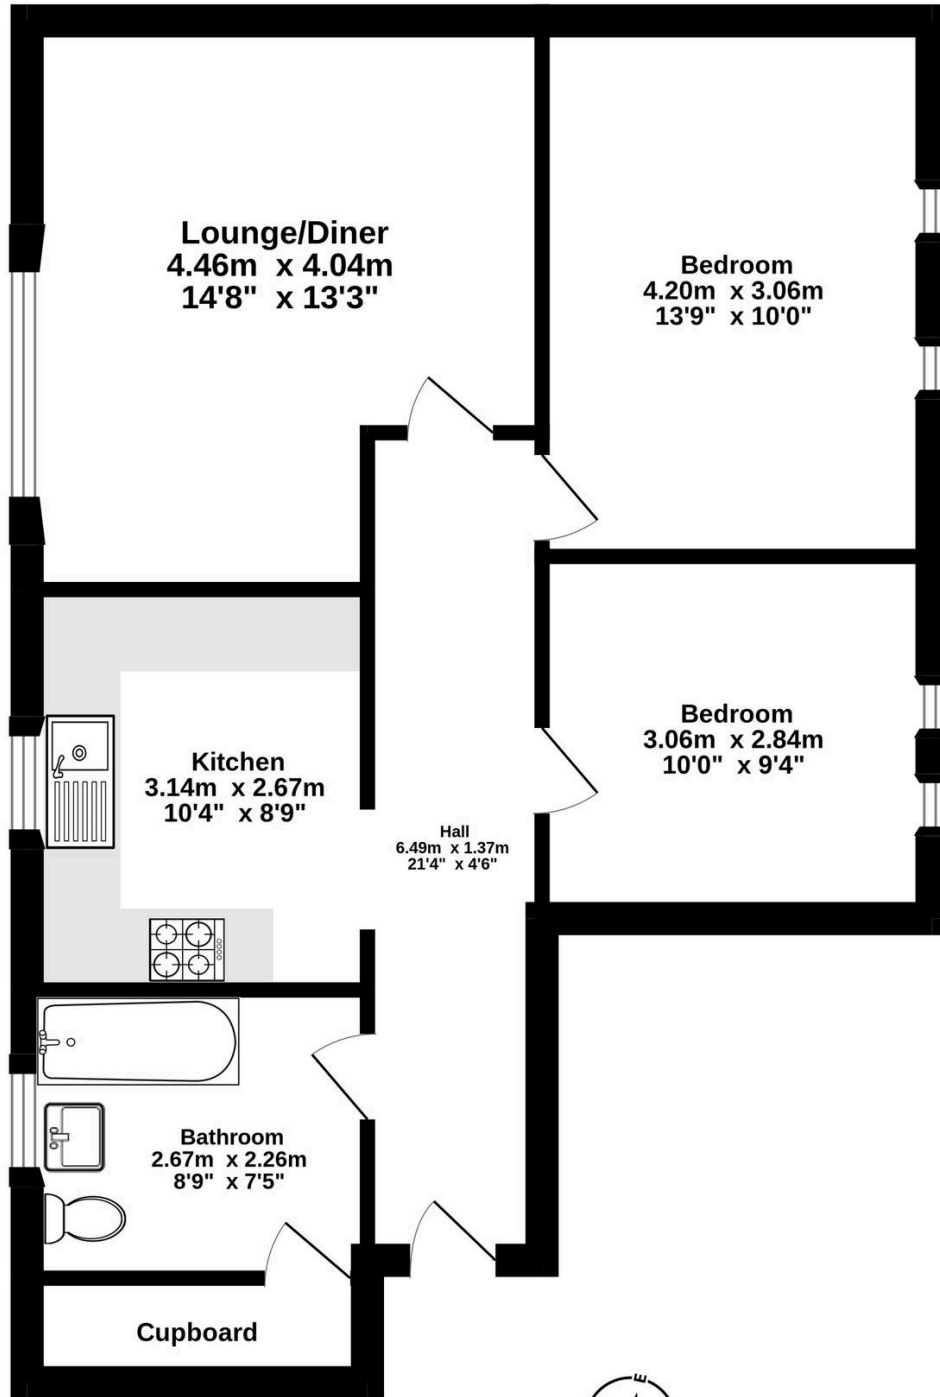 Lounge/Diner
4.46m x 4.04m
14'8" x 13'3"
Bedroom
4.20m x 3.06m
13'9" x 10'0"
Bedroom
3.06m x 2.84m
10'0" x 9'4"
Kitchen
3.14m x 2.67m
10'4" x 8'9"
Hall
6.49m x 1.37m
21'4" x 4'6"
Bathroom
2.67m x 2.26m
8'9" x 7'5"
Cupboard
E